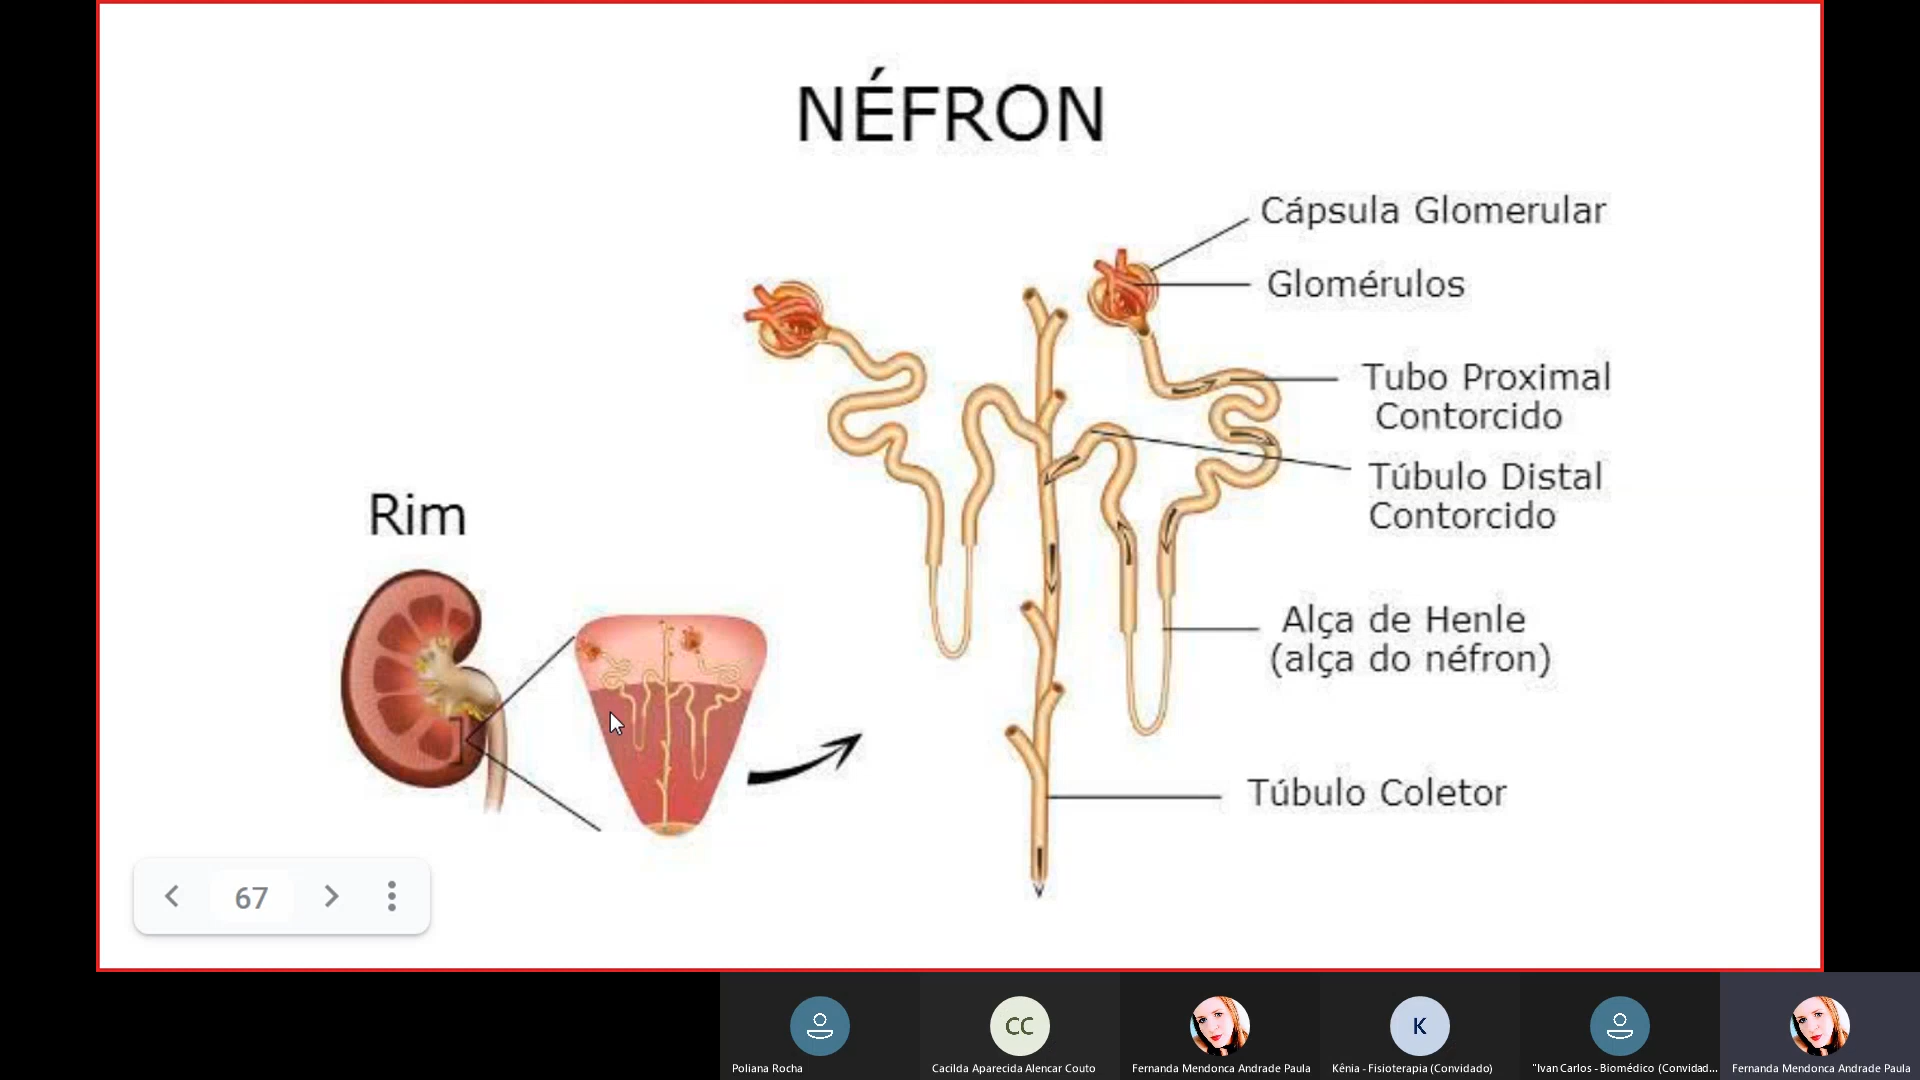 NÉFRON
Cápsula Glomerular
Glomérulos
Tubo Proximal
Contorcido
Túbulo Distal
Contorcido
Rim
Alça de Henle
(alça do néfron)
Túbulo Coletor
67
CC
K
Poliana Rocha
Cacilda Aparecida Alencar Couto
Fernanda Mendonca Andrade Paula
Kênia - Fisioterapia (Convidado)
"Ivan Carlos - Biomédico (Convidad...
Fernanda Mendonca Andrade Paula